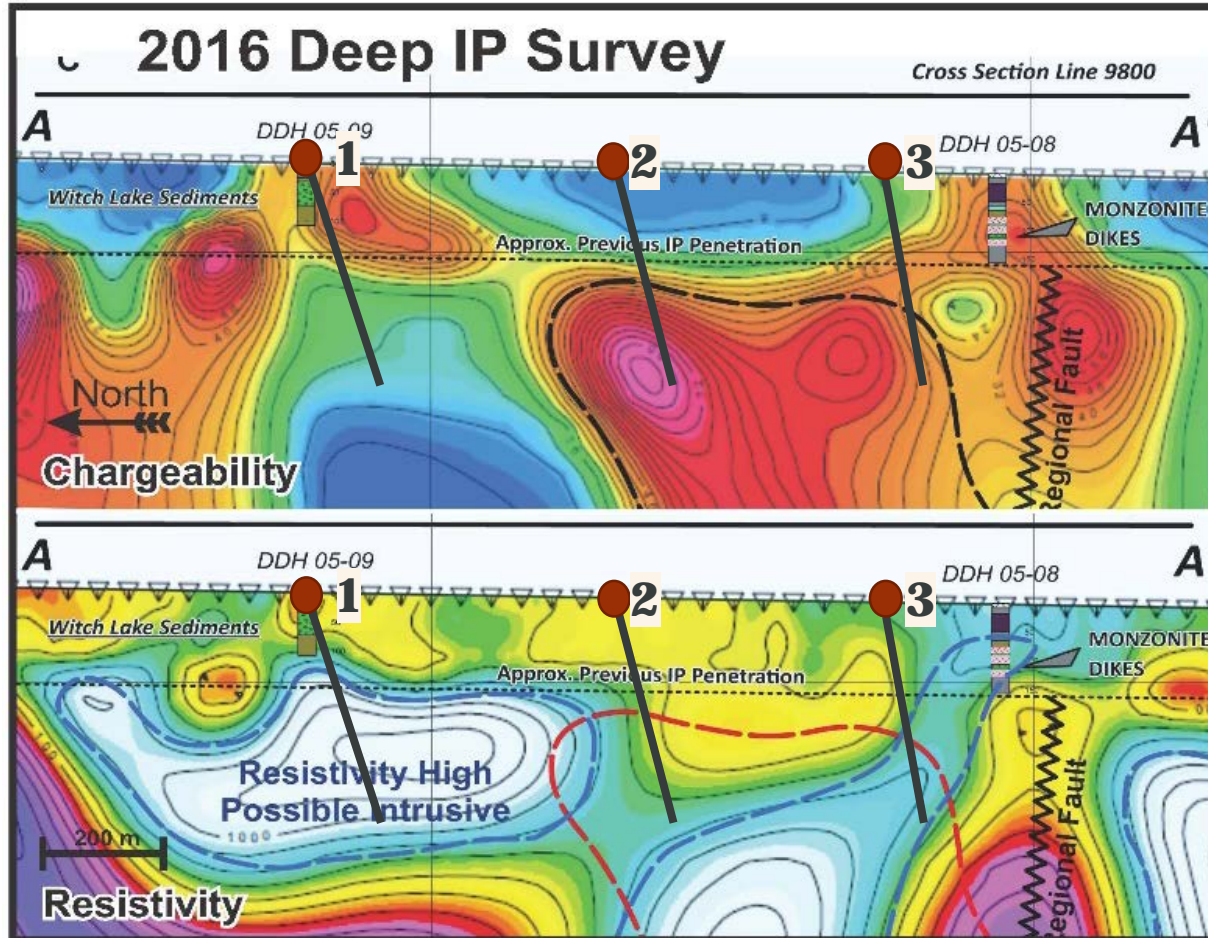 2016 Deep IP Survey
Cross Section Line 9800
A
A'
DDH 05-09
DDH 05-08
1
2
3
Witch Lake Sediments
MONZONITE
DIKES
Approx. Previous IP Penetration
North
Regional Fault
Chargeability
A
A
DDH 05-09
DDH 05-08
1
2
3
Witch Lake Sediments
MONZONITE
DIKES
Approx. Previous IP Penetration
Resistivity High
Possible Intrusive
1000
100
200 m
Regional Fault
Resistivity